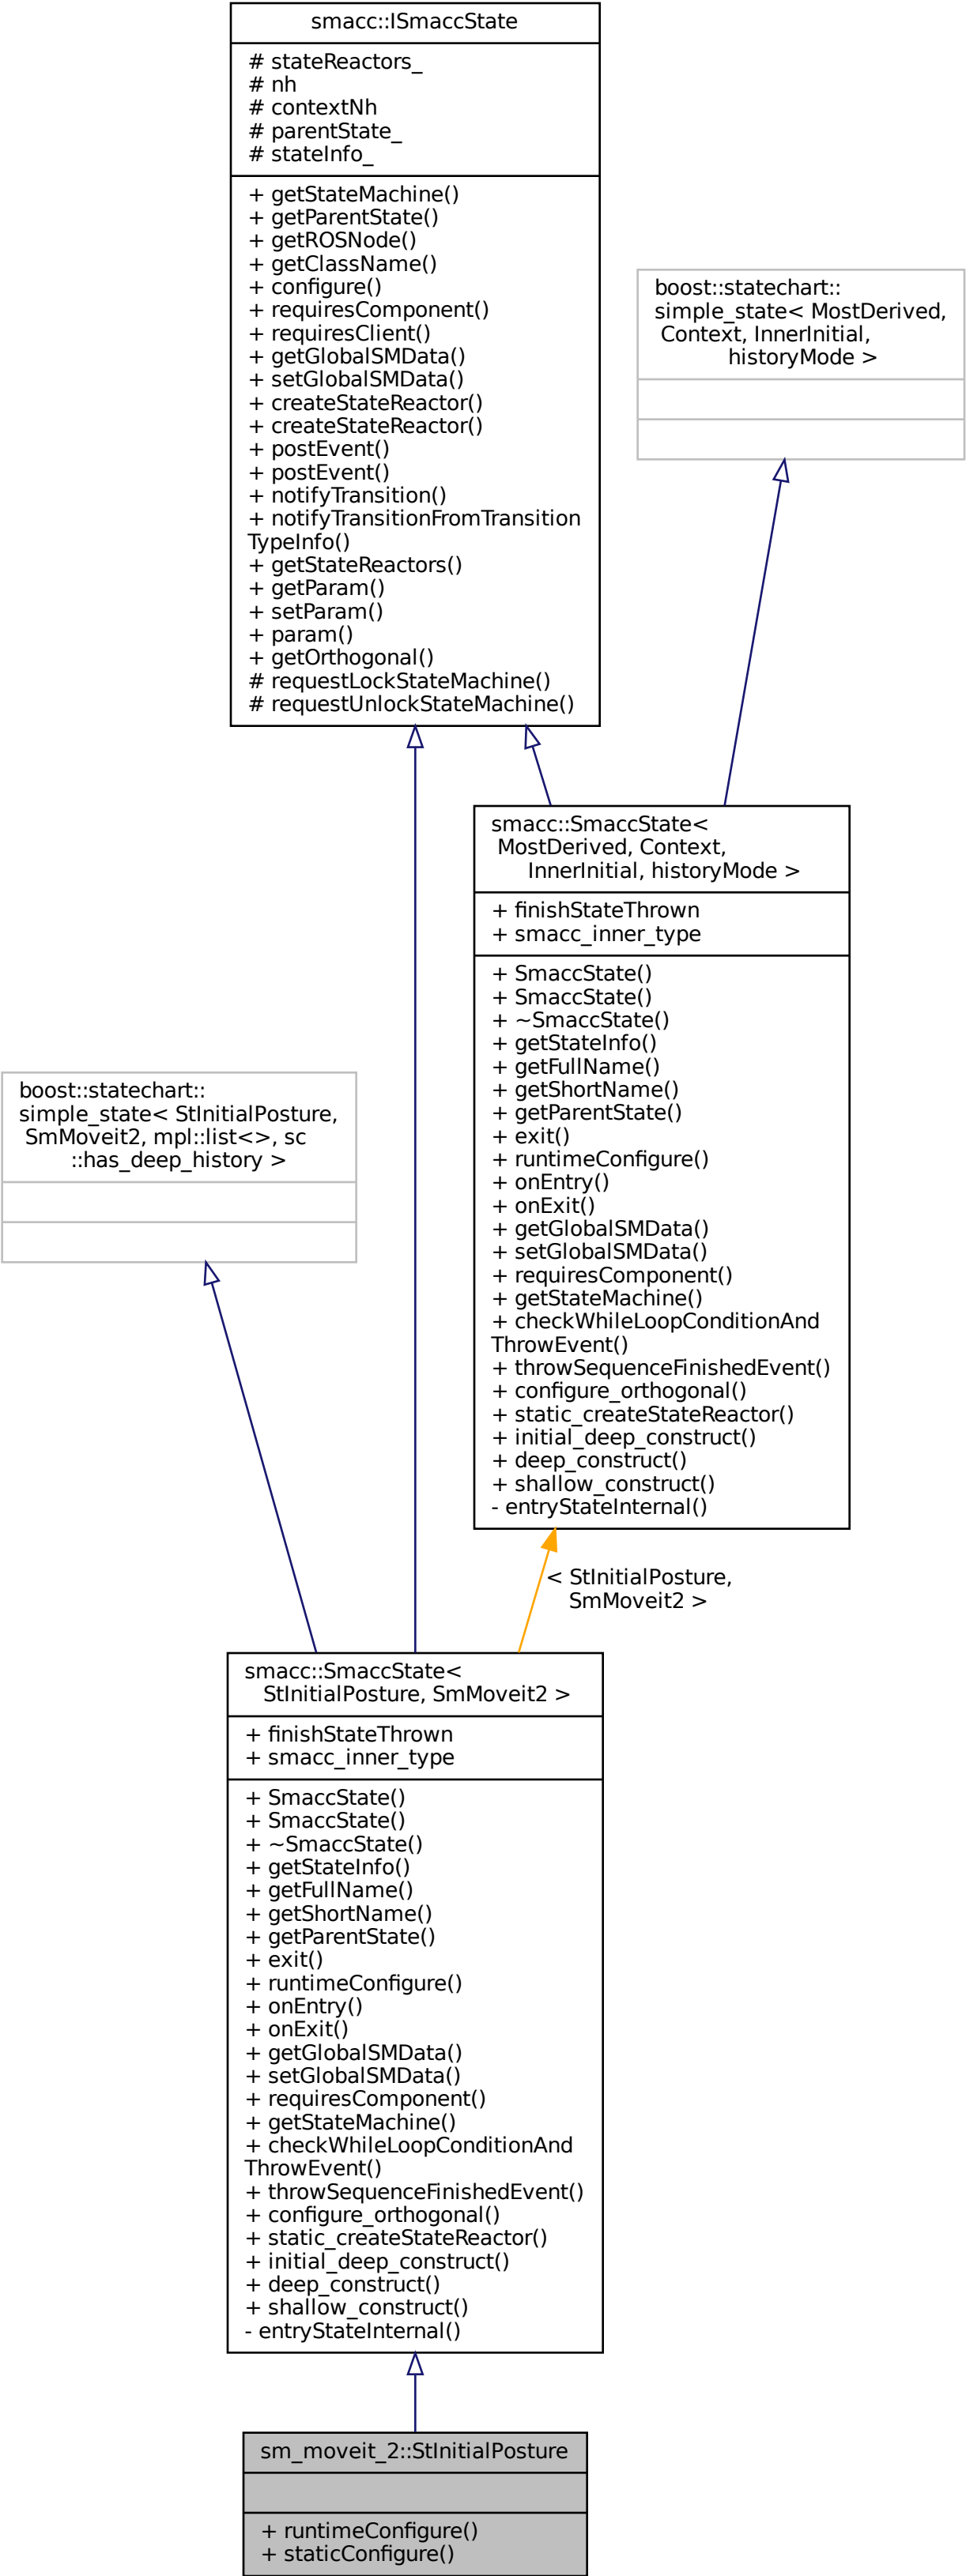 smacc::ISmaccState
# stateReactors_
# nh
# contextNh
# parentState_
# stateInfo_
+ getStateMachine()
+ getParentState()
+ getROSNode()
+ getClassName()
+ configure()
+ requiresComponent()
+ requiresClient()
+ getGlobalSMData()
+ setGlobalSMData()
+ createStateReactor()
+ createStateReactor()
+ postEvent()
+ postEvent()
+ notifyTransition()
+ notifyTransitionFromTransition
TypeInfo()
+ getStateReactors()
+ getParam()
+ setParam()
+ param()
+ getOrthogonal()
# requestLockStateMachine()
# requestUnlockStateMachine()
boost::statechart::
simple_state< MostDerived,
Context, InnerInitial,
historyMode >
smacc::SmaccState<
MostDerived, Context,
InnerInitial, historyMode >
+ finishStateThrown
+ smacc_inner_type
+ SmaccState()
+ SmaccState()
+ ~SmaccState()
+ getStateInfo()
+ getFullName()
+ getShortName()
+ getParentState()
+ exit()
+ runtimeConfigure()
+ onEntry()
+ onExit()
+ getGlobalSMData()
+ setGlobalSMData()
+ requiresComponent()
+ getStateMachine()
+ checkWhileLoopConditionAnd
ThrowEvent()
+ throwSequenceFinishedEvent()
+ configure_orthogonal()
+ static_createStateReactor()
+ initial_deep_construct()
+ deep_construct()
+ shallow_construct()
- entryStateInternal()
boost::statechart::
simple_state< StInitialPosture,
SmMoveit2, mpl::list<>, sc
::has_deep_history >
< StInitialPosture,
SmMoveit2 >
smacc::SmaccState<
StInitialPosture, SmMoveit2 >
+ finishStateThrown
+ smacc_inner_type
+ SmaccState()
+ SmaccState()
+ ~SmaccState()
+ getStateInfo()
+ getFullName()
+ getShortName()
+ getParentState()
+ exit()
+ runtimeConfigure()
+ onEntry()
+ onExit()
+ getGlobalSMData()
+ setGlobalSMData()
+ requiresComponent()
+ getStateMachine()
+ checkWhileLoopConditionAnd
ThrowEvent()
+ throwSequenceFinishedEvent()
+ configure_orthogonal()
+ static_createStateReactor()
+ initial_deep_construct()
+ deep_construct()
+ shallow_construct()
- entryStateInternal()
sm_moveit_2::StInitialPosture
+ runtimeConfigure()
+ staticConfigure()